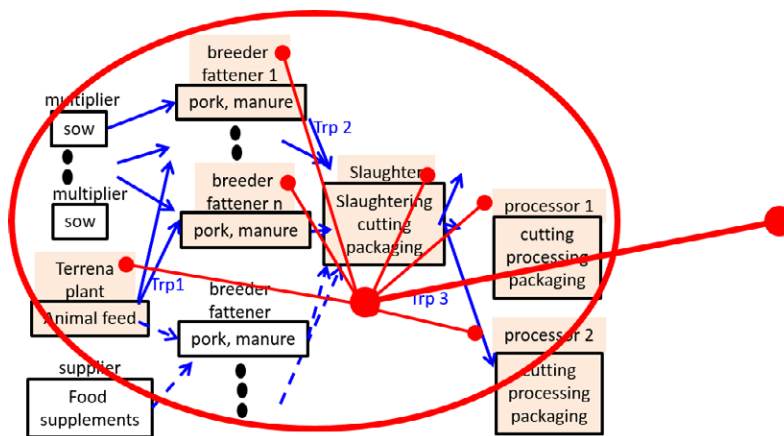 breeder
fattener 1
multiplier
pork, manure
sow
Trp 2
Slaughter
breeder
fattener n
multiplier
sow
pork, manure
Slaughtering
cutting
packaging
processor 1
cutting
processing
packaging
Terrena
plant
Trp1
Animal feed
breeder
fattener
pork, manure
Trp 3
processor 2
cutting
processing
packaging
supplier
Food
supplements